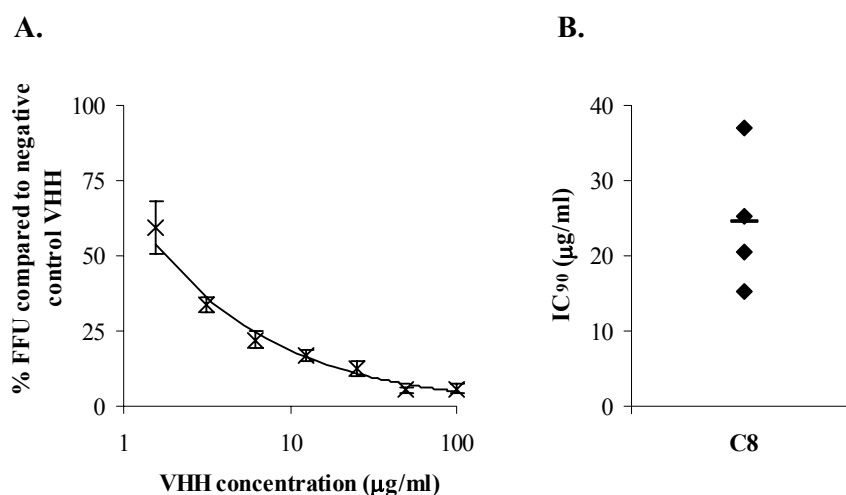 A.
% FFU compared to negative
control VHH
100
75
50
25
0
1
10
100
VHH concentration (μg/ml)
B.
IC90 (μg/ml)
40
30
20
10
0
C8